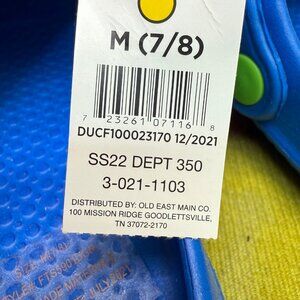 M (7/8)
7 23261 07116 8
DUCF100023170 12/2021
SS22 DEPT 350
3-021-1103
DISTRIBUTED BY: OLD EAST MAIN CO.
100 MISSION RIDGE GOODLETTSVILLE,
TN 37072-2170